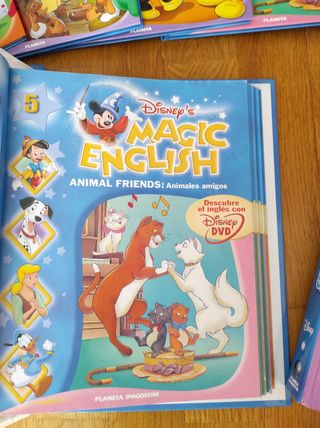 PLANETA
PLANETA
5
Disney's
MAGIC
ENGLISH
ANIMAL FRIENDS: Animales amigos
Descubre
el inglés con
Disney
DVD
PLANETA DEAGOSTINI